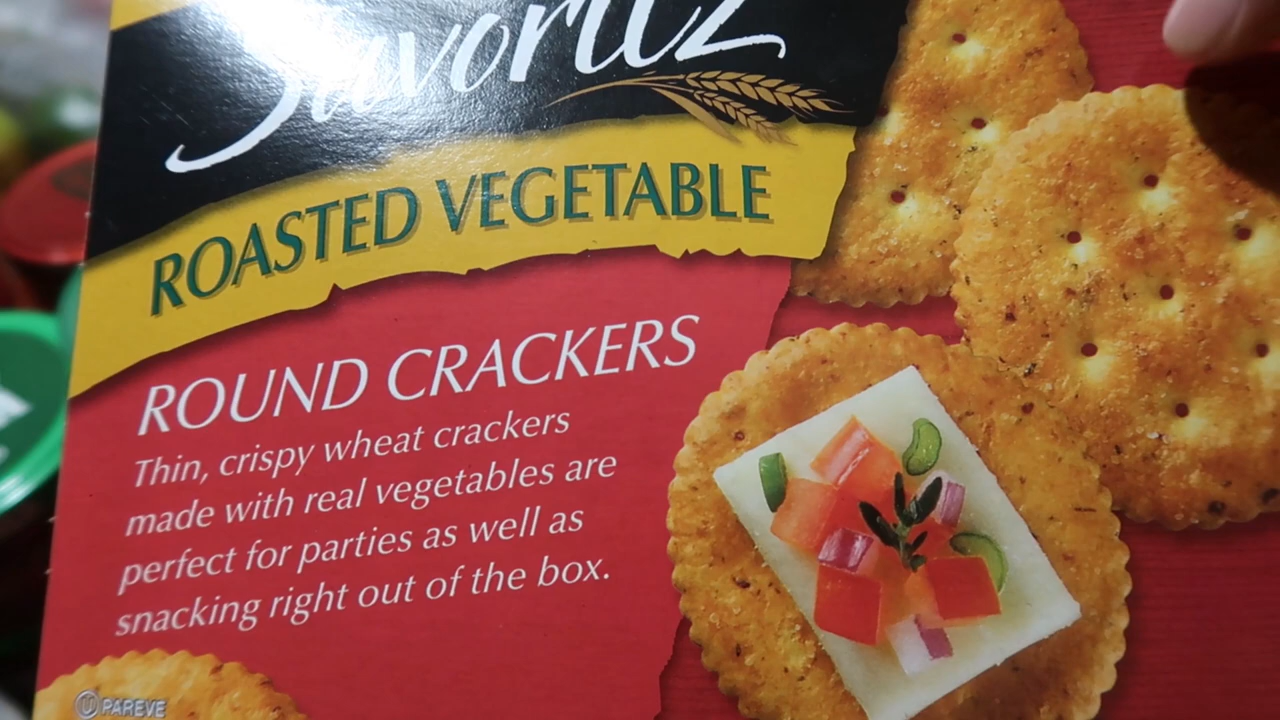 Savoritz
ROASTED VEGETABLE
ROUND CRACKERS
Thin, crispy wheat crackers
made with real vegetables are
perfect for parties as well as
snacking right out of the box.
U PAREVE